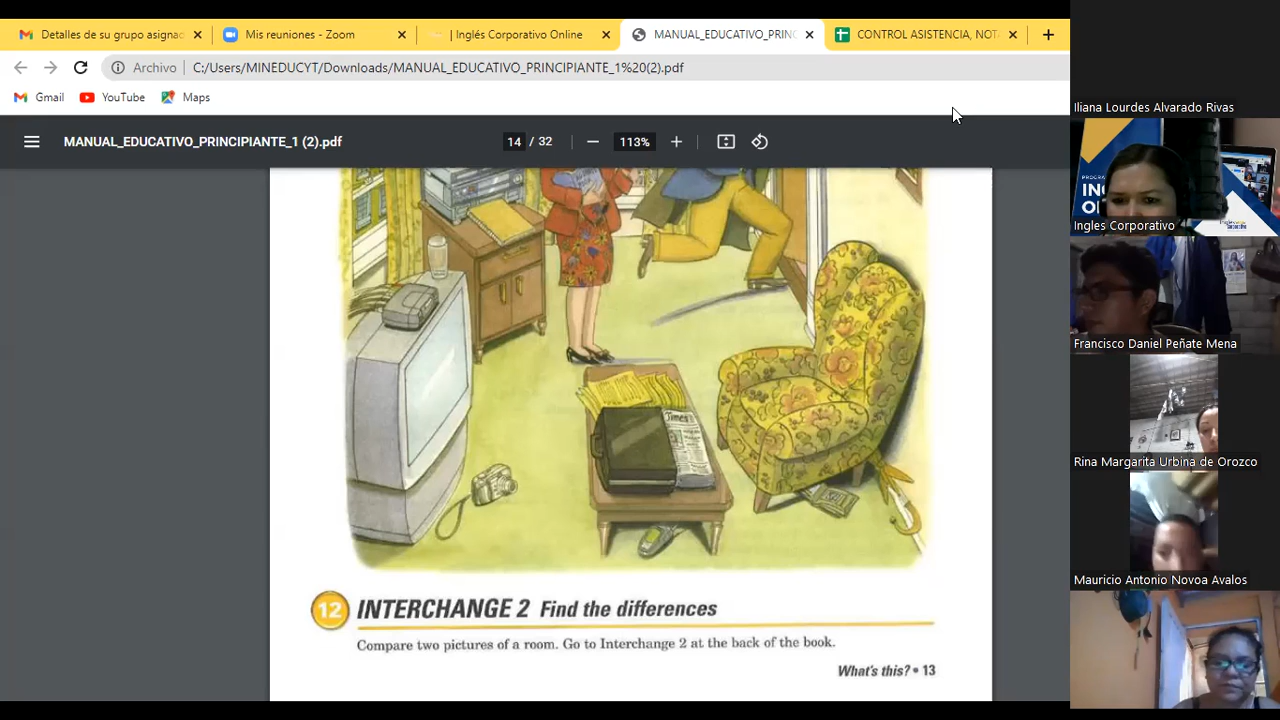 Detalles de su grupo asigna
Mis reuniones - Zoom
| Inglés Corporativo Online
MANUAL_EDUCATIVO_PRINC
CONTROL ASISTENCIA, NOT
Archivo
C:/Users/MINEDUCYT/Downloads/MANUAL_EDUCATIVO_PRINCIPIANTE_1%20(2).pdf
Gmail
YouTube
Maps
MANUAL_EDUCATIVO_PRINCIPIANTE_1 (2).pdf
14 / 32
113%
Times
12 INTERCHANGE 2 Find the differences
Compare two pictures of a room. Go to Interchange 2 at the back of the book.
What's this? • 13
Iliana Lourdes Alvarado Rivas
Ingles Corporativo
Francisco Daniel Peñate Mena
Rina Margarita Urbina de Orozco
Mauricio Antonio Novoa Avalos